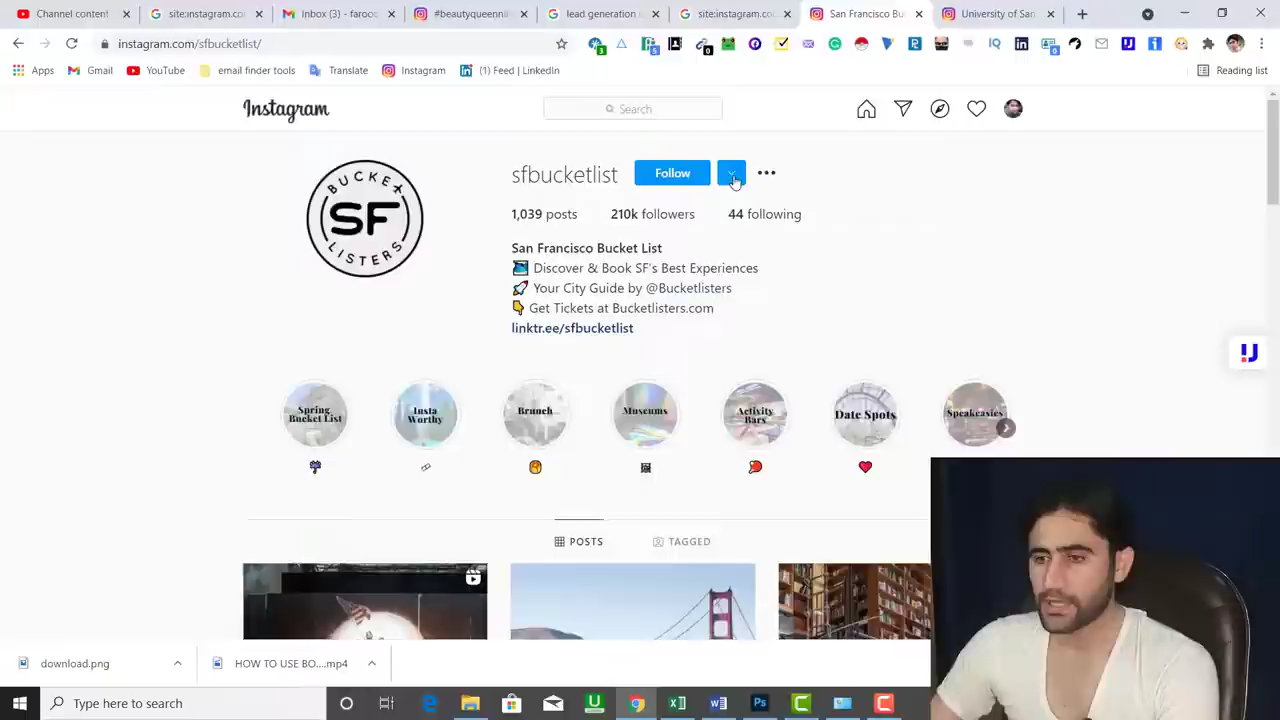 Channel content
site:instagram.com
Inbox (3) - faroo
#beautyqueennik
lead generation
site:instagram.co
San Francisco Buc
University of San
instagram.com/sfbucketlist/
Apps
Gmail
YouTube
email finder tools
Translate
Instagram
(1) Feed | LinkedIn
Reading list
Instagram
Search
BUCKET
SF
LISTERS
sfbucketlist
Follow
1,039 posts
210k followers
44 following
San Francisco Bucket List
Discover & Book SF's Best Experiences
Your City Guide by @Bucketlisters
Get Tickets at Bucketlisters.com
linktr.ee/sfbucketlist
Spring Bucket List
Insta Worthy
Brunch
Museums
Activity Bars
Date Spots
Speakeasies
POSTS
TAGGED
download.png
HOW TO USE BO....mp4
Type here to search